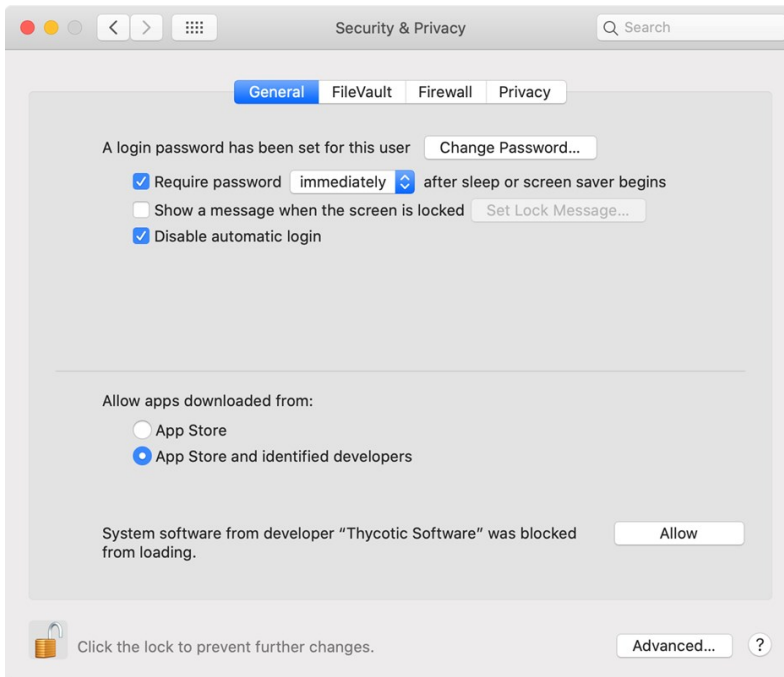 Security & Privacy
Search
General FileVault Firewall Privacy
A login password has been set for this user Change Password...
Require password immediately after sleep or screen saver begins
Show a message when the screen is locked Set Lock Message...
Disable automatic login
Allow apps downloaded from:
App Store
App Store and identified developers
System software from developer “Thycotic Software” was blocked Allow
from loading.
Click the lock to prevent further changes. Advanced... ?